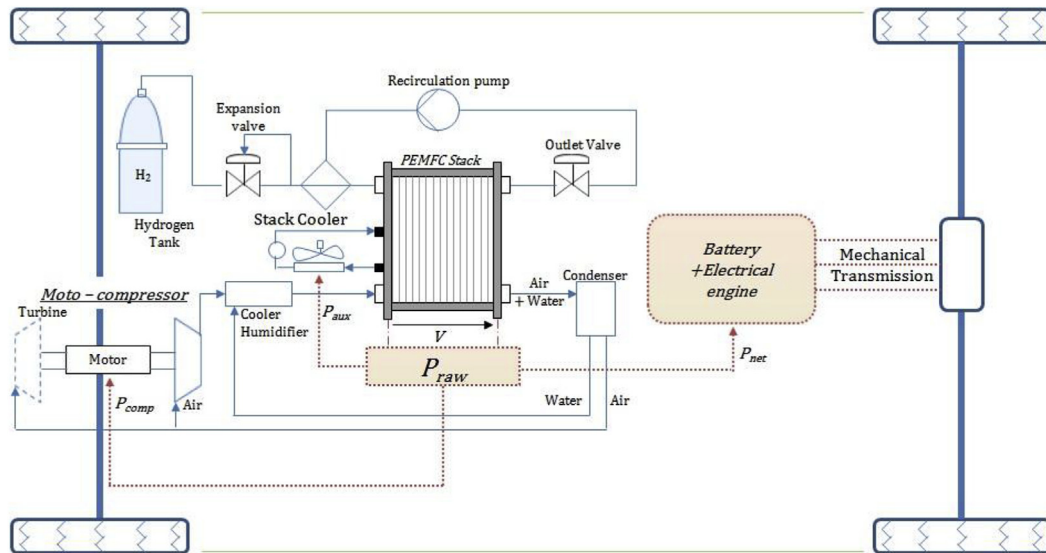 Recirculation pump
Expansion
valve
Outlet Valve
PEMFC Stack
H2
Hydrogen
Tank
Stack Cooler
Battery
+Electrical
engine
Mechanical
Transmission
Moto – compressor
Turbine
Cooler
Humidifier
Paux
Air
+ Water
Condenser
V
Motor
Praw
Pnet
Pcomp
Air
Water
Air